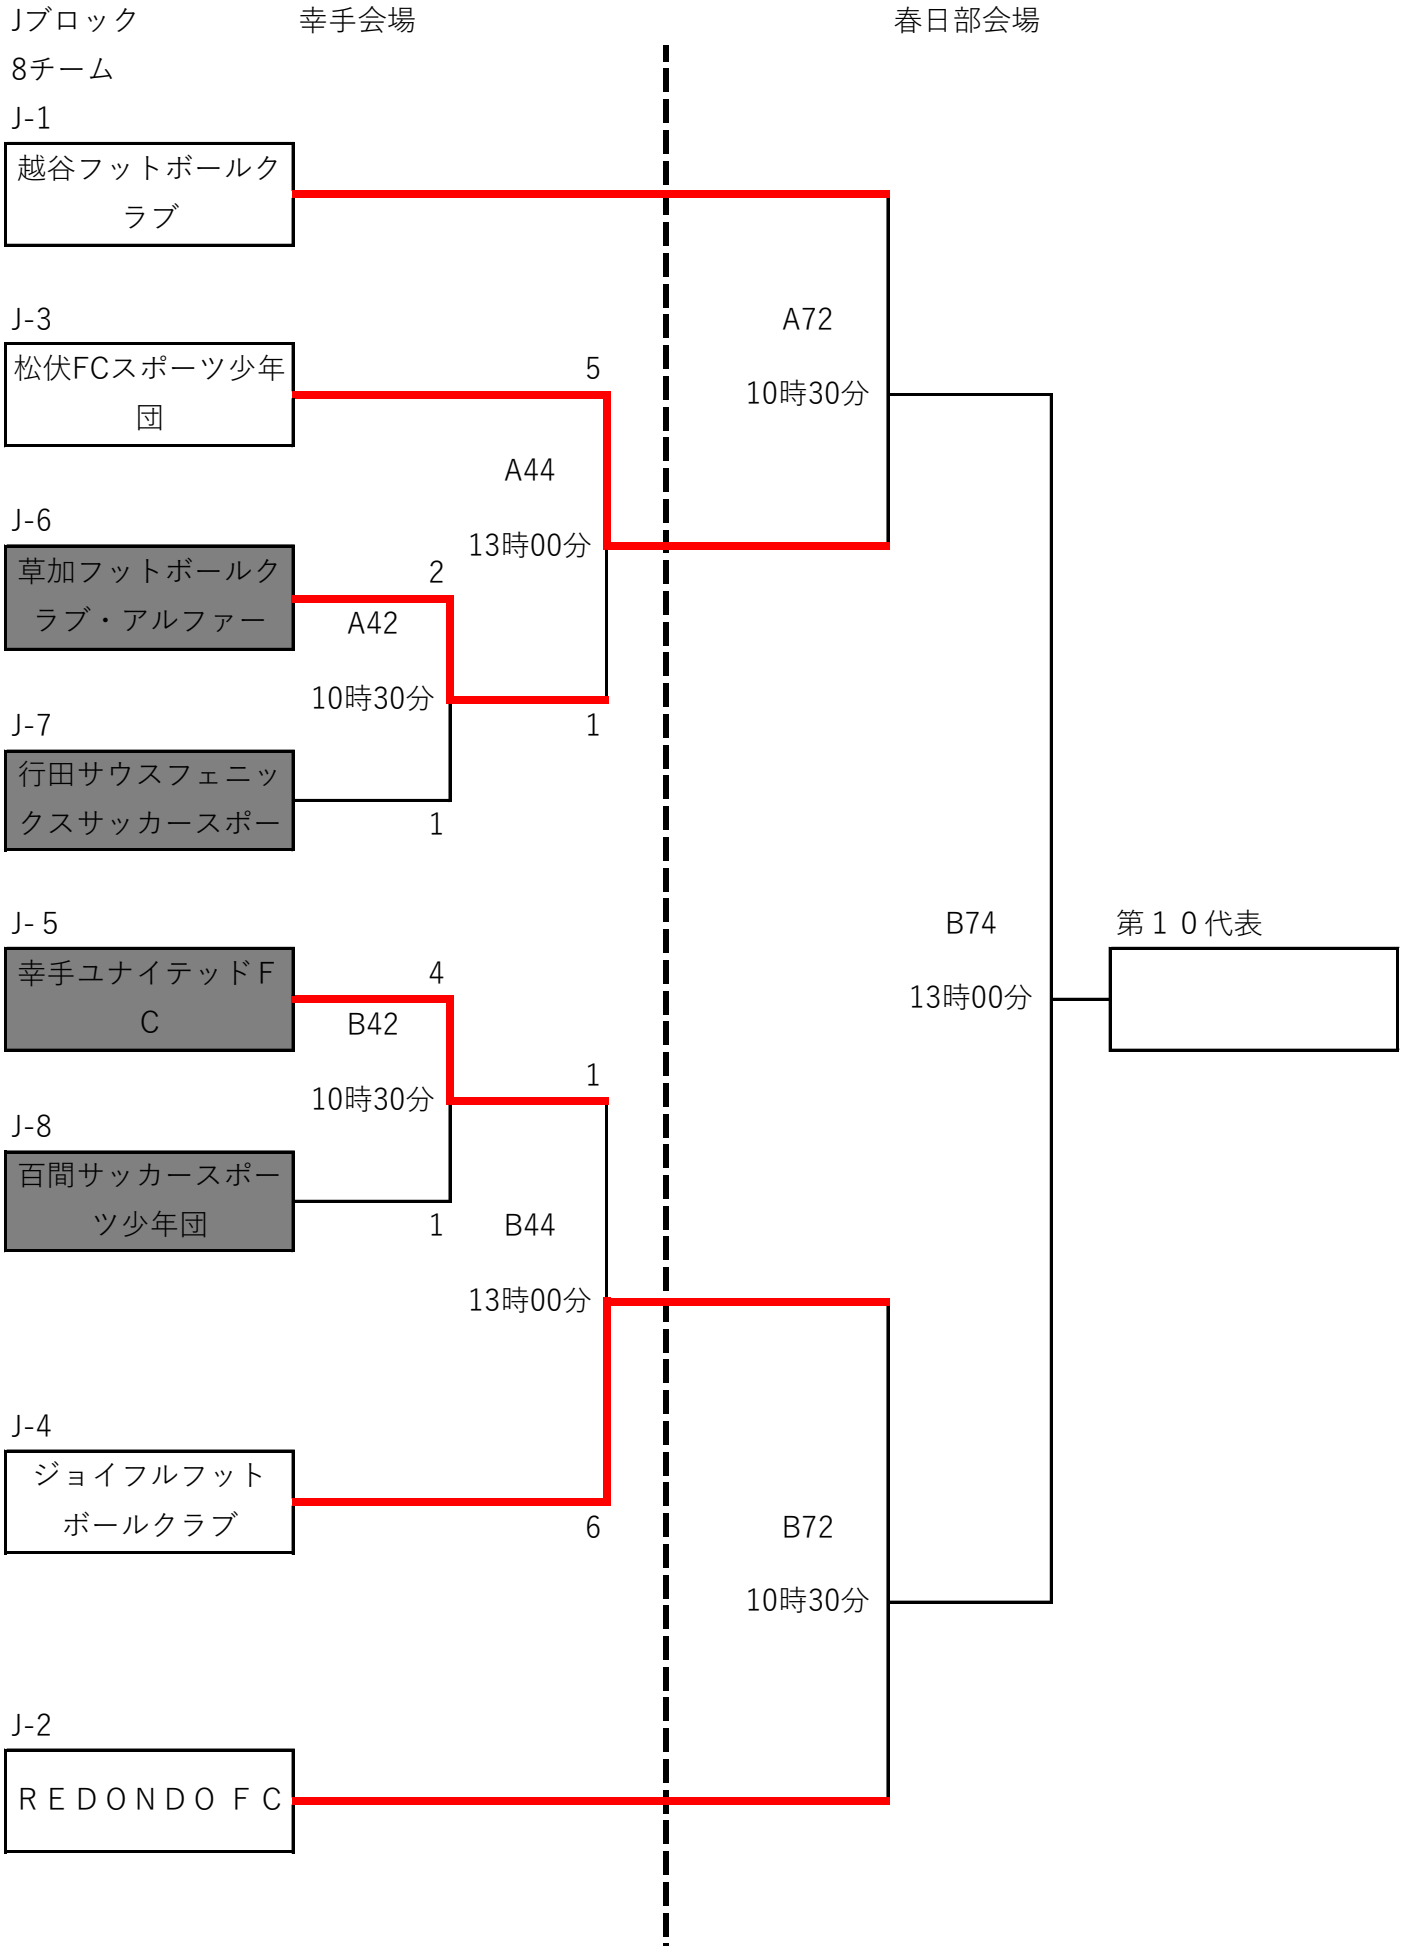 Jブロック 幸手会場 春日部会場
8チーム
J-1
越谷フットボールク
ラブ
J-3
A72
松伏FCスポーツ少年
団
5
10時30分
A44
J-6
13時00分
草加フットボールク
ラブ・アルファー
2
A42
10時30分
J-7
1
行田サウスフェニッ
クスサッカースポー
1
J-５
B74
第１０代表
幸手ユナイテッドＦ
Ｃ
4
13時00分
B42
1
10時30分
J-8
百間サッカースポー
ツ少年団
1
B44
13時00分
J-4
ジョイフルフット
ボールクラブ
6
B72
10時30分
J-2
ＲＥＤＯＮＤＯ ＦＣ